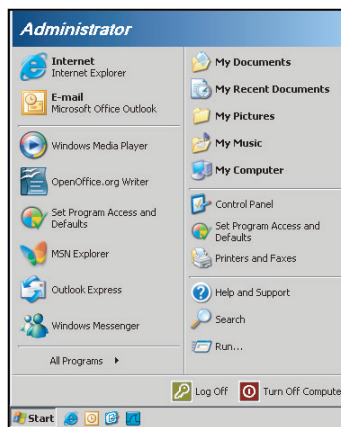 Administrator
Internet
Internet Explorer
E-mail
Microsoft Office Outlook
Windows Media Player
OpenOffice.org Writer
Set Program Access and
Defaults
MSN Explorer
Outlook Express
Windows Messenger
All Programs
My Documents
My Recent Documents
My Pictures
My Music
My Computer
Control Panel
Set Program Access and
Defaults
Printers and Faxes
Help and Support
Search
Run...
Log Off
Turn Off Compute
Start